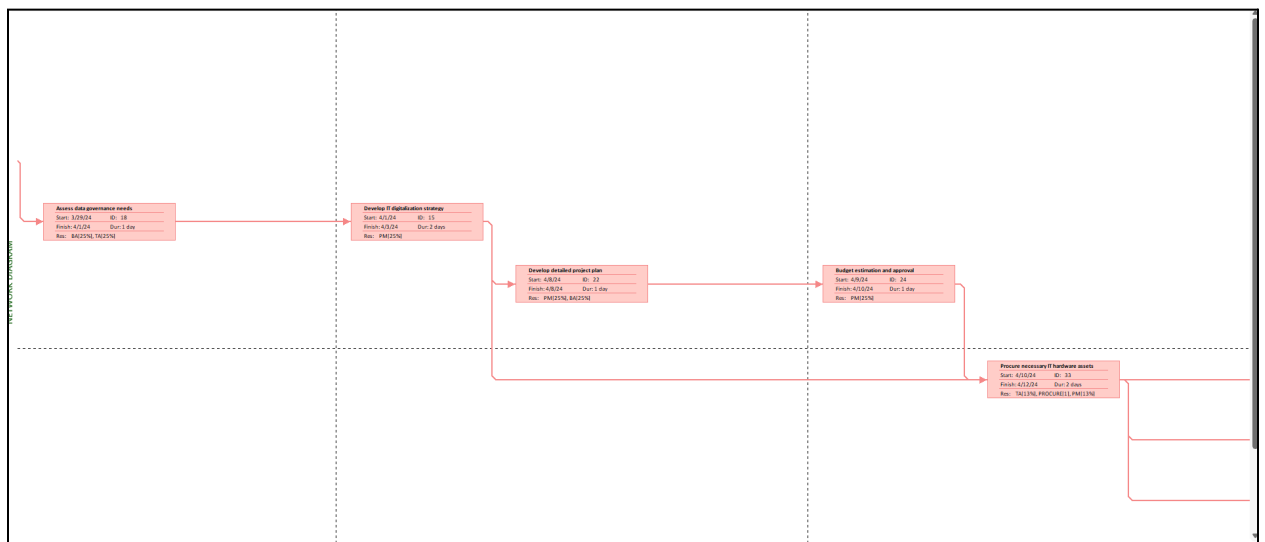 NETWORK DIAGRAM
Assess data governance needs
Start: 3/29/24 ID: 18
Finish: 4/1/24 Dur: 1 day
Res: BA[25%], TA[25%]
Develop IT digitalization strategy
Start: 4/1/24 ID: 15
Finish: 4/3/24 Dur: 2 days
Res: PM[25%]
Develop detailed project plan
Start: 4/8/24 ID: 22
Finish: 4/8/24 Dur: 1 day
Res: PM[25%], BA[25%]
Budget estimation and approval
Start: 4/9/24 ID: 24
Finish: 4/10/24 Dur: 1 day
Res: PM[25%]
Procure necessary IT hardware assets
Start: 4/10/24 ID: 33
Finish: 4/12/24 Dur: 2 days
Res: TA[13%], PROCURE[1], PM[13%]